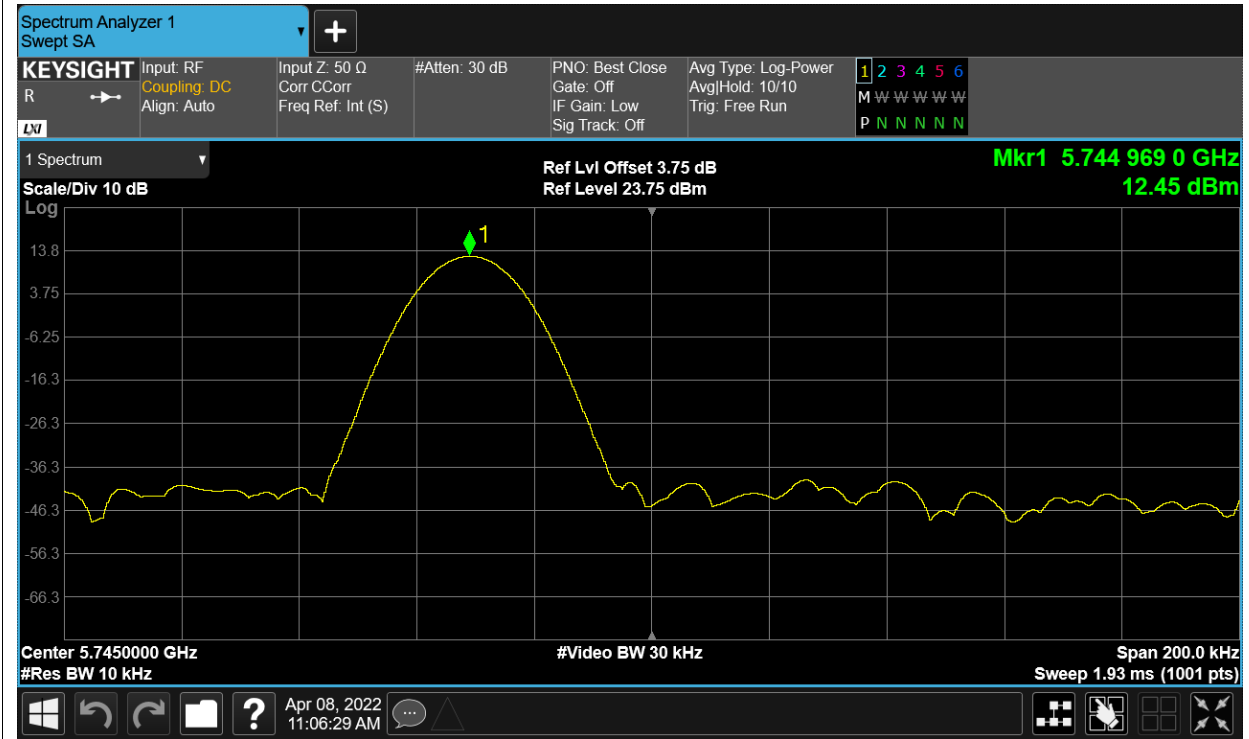 Spectrum Analyzer 1
Swept SA
+
KEYSIGHT
R
LXI
Input: RF
Coupling: DC
Align: Auto
Input Z: 50 Ω
Corr CCorr
Freq Ref: Int (S)
#Atten: 30 dB
PNO: Best Close
Gate: Off
IF Gain: Low
Sig Track: Off
Avg Type: Log-Power
Avg|Hold: 10/10
Trig: Free Run
1 2 3 4 5 6
M W W W W W
P N N N N N
1 Spectrum
Scale/Div 10 dB
Log
Ref Lvl Offset 3.75 dB
Ref Level 23.75 dBm
Mkr1 5.744 969 0 GHz
12.45 dBm
1
13.8
3.75
-6.25
-16.3
-26.3
-36.3
-46.3
-56.3
-66.3
Center 5.7450000 GHz
#Res BW 10 kHz
#Video BW 30 kHz
Span 200.0 kHz
Sweep 1.93 ms (1001 pts)
?
Apr 08, 2022
11:06:29 AM